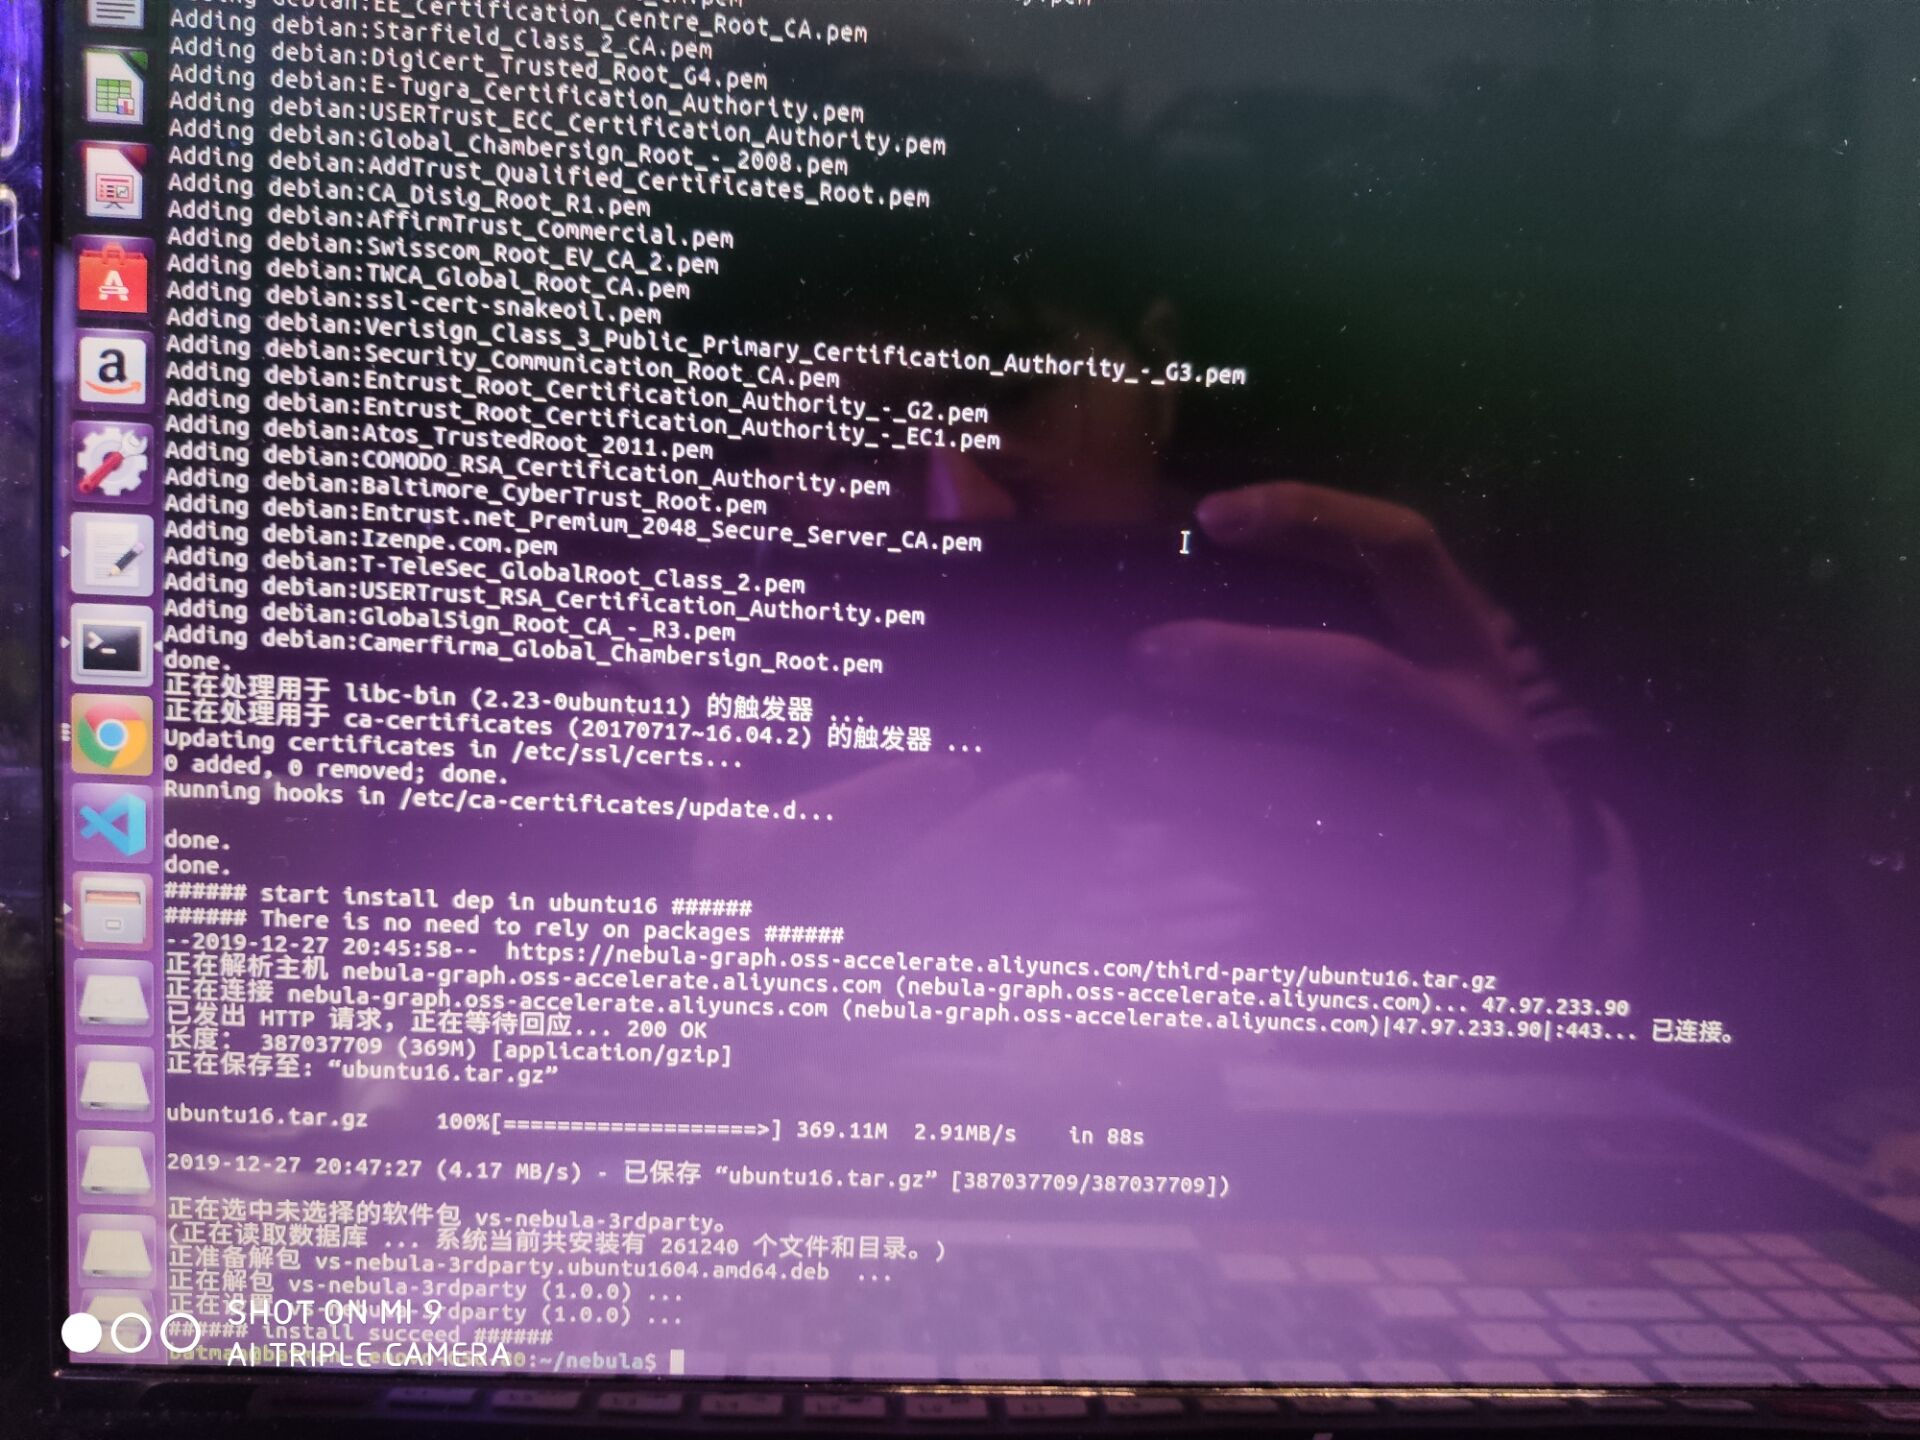 Adding debian:EE_Certification_Centre_Root_CA.pem
Adding debian:Starfield_Class_2_CA.pem
Adding debian:DigiCert_Trusted_Root_G4.pem
Adding debian:E-Tugra_Certification_Authority.pem
Adding debian:USERTrust_ECC_Certification_Authority.pem
Adding debian:Global_Chambersign_Root_-_2008.pem
Adding debian:AddTrust_Qualified_Certificates_Root.pem
Adding debian:CA_Disig_Root_R1.pem
Adding debian:AffirmTrust_Commercial.pem
Adding debian:Swisscom_Root_EV_CA_2.pem
Adding debian:TWCA_Global_Root_CA.pem
Adding debian:ssl-cert-snakeoil.pem
Adding debian:Verisign_Class_3_Public_Primary_Certification_Authority_-_G3.pem
Adding debian:Security_Communication_Root_CA.pem
Adding debian:Entrust_Root_Certification_Authority_-_G2.pem
Adding debian:Entrust_Root_Certification_Authority_-_EC1.pem
Adding debian:Atos_TrustedRoot_2011.pem
Adding debian:COMODO_RSA_Certification_Authority.pem
Adding debian:Baltimore_CyberTrust_Root.pem
Adding debian:Entrust.net_Premium_2048_Secure_Server_CA.pem
Adding debian:Izenpe.com.pem
Adding debian:T-TeleSec_GlobalRoot_Class_2.pem
Adding debian:USERTrust_RSA_Certification_Authority.pem
Adding debian:GlobalSign_Root_CA_-_R3.pem
Adding debian:Camerfirma_Global_Chambersign_Root.pem
done.
正在处理用于 libc-bin (2.23-0ubuntu11) 的触发器 ...
正在处理用于 ca-certificates (20170717~16.04.2) 的触发器 ...
Updating certificates in /etc/ssl/certs...
0 added, 0 removed; done.
Running hooks in /etc/ca-certificates/update.d...
done.
done.
###### start install dep in ubuntu16 ######
###### There is no need to rely on packages ######
--2019-12-27 20:45:58--  https://nebula-graph.oss-accelerate.aliyuncs.com/third-party/ubuntu16.tar.gz
正在解析主机 nebula-graph.oss-accelerate.aliyuncs.com (nebula-graph.oss-accelerate.aliyuncs.com)... 47.97.233.90
正在连接 nebula-graph.oss-accelerate.aliyuncs.com (nebula-graph.oss-accelerate.aliyuncs.com)|47.97.233.90|:443... 已连接。
已发出 HTTP 请求，正在等待回应... 200 OK
长度： 387037709 (369M) [application/gzip]
正在保存至: “ubuntu16.tar.gz”
ubuntu16.tar.gz 100%[===================>] 369.11M 2.91MB/s in 88s
2019-12-27 20:47:27 (4.17 MB/s) - 已保存 “ubuntu16.tar.gz” [387037709/387037709])
正在选中未选择的软件包 vs-nebula-3rdparty。
(正在读取数据库 ... 系统当前共安装有 261240 个文件和目录。)
正准备解包 vs-nebula-3rdparty.ubuntu1604.amd64.deb ...
正在解包 vs-nebula-3rdparty (1.0.0) ...
正在设置 vs-nebula-3rdparty (1.0.0) ...
###### install succeed ######
:~/nebula$
SHOT ON MI 9
AI TRIPLE CAMERA